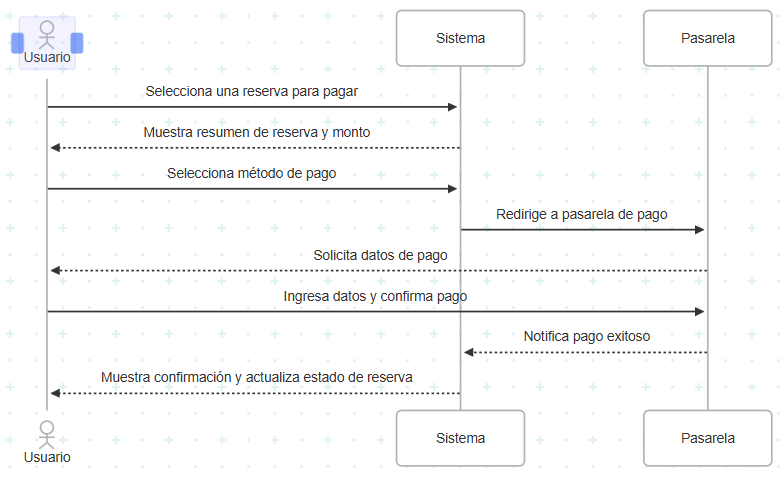 Usuario
Sistema
Pasarela
Selecciona una reserva para pagar
Muestra resumen de reserva y monto
Selecciona método de pago
Redirige a pasarela de pago
Solicita datos de pago
Ingresa datos y confirma pago
Notifica pago exitoso
Muestra confirmación y actualiza estado de reserva
Usuario
Sistema
Pasarela